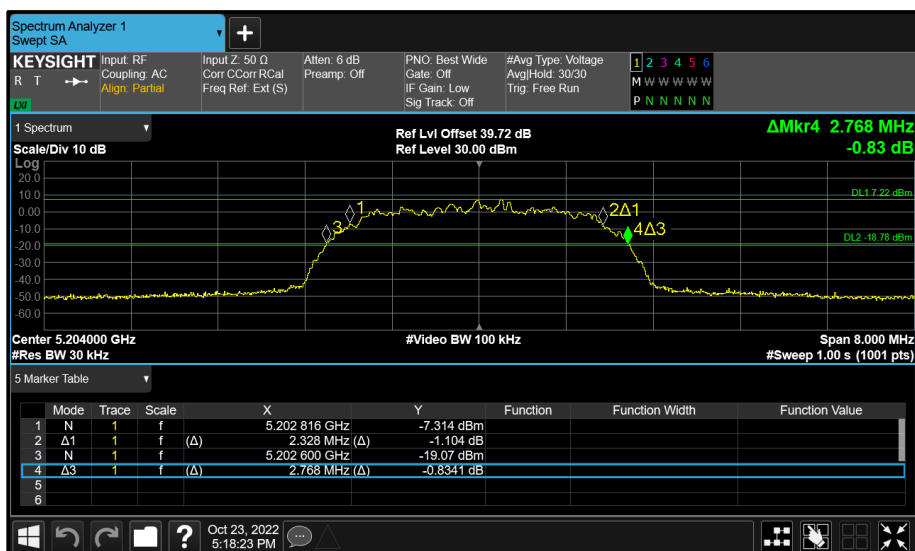 Spectrum Analyzer 1
Swept SA
KEYSIGHT
R T
LXI
Input: RF
Coupling: AC
Align: Partial
Input Z: 50 Ω
Corr CCorr RCal
Freq Ref: Ext (S)
Atten: 6 dB
Preamp: Off
PNO: Best Wide
Gate: Off
IF Gain: Low
Sig Track: Off
#Avg Type: Voltage
Avg|Hold: 30/30
Trig: Free Run
1 2 3 4 5 6
M W W W W W
P N N N N N
1 Spectrum
Scale/Div 10 dB
Ref Lvl Offset 39.72 dB
Ref Level 30.00 dBm
ΔMkr4 2.768 MHz
-0.83 dB
Log
20.0
10.0
0.00
-10.0
-20.0
-30.0
-40.0
-50.0
-60.0
DL1 7.22 dBm
1
2Δ1
3
4Δ3
DL2 -18.78 dBm
Center 5.204000 GHz
#Res BW 30 kHz
#Video BW 100 kHz
Span 8.000 MHz
#Sweep 1.00 s (1001 pts)
5 Marker Table
Mode Trace Scale X Y Function Function Width Function Value
1 N 1 f 5.202 816 GHz -7.314 dBm
2 Δ1 1 f (Δ) 2.328 MHz (Δ) -1.104 dB
3 N 1 f 5.202 600 GHz -19.07 dBm
4 Δ3 1 f (Δ) 2.768 MHz (Δ) -0.8341 dB
5
6
?
Oct 23, 2022
5:18:23 PM